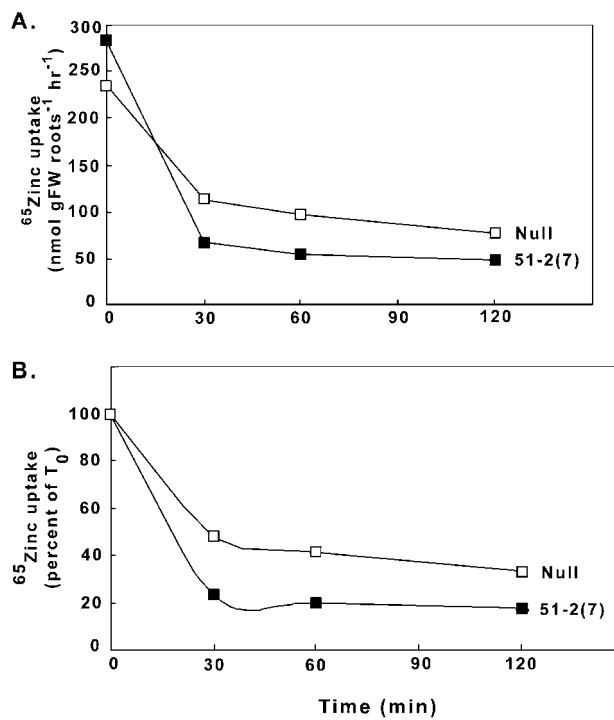 A.
⁶⁵Zinc uptake
(nmol gFW roots⁻¹ hr⁻¹)
300
250
200
150
100
50
0
Null
51-2(7)
0
30
60
90
120
B.
⁶⁵Zinc uptake
(percent of T₀)
100
80
60
40
20
0
Null
51-2(7)
0
30
60
90
120
Time (min)